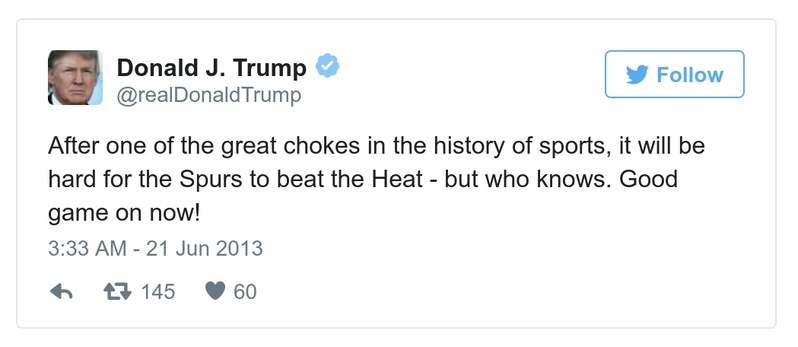 Donald J. Trump
@realDonaldTrump
Follow
After one of the great chokes in the history of sports, it will be
hard for the Spurs to beat the Heat - but who knows. Good
game on now!
3:33 AM - 21 Jun 2013
145 60